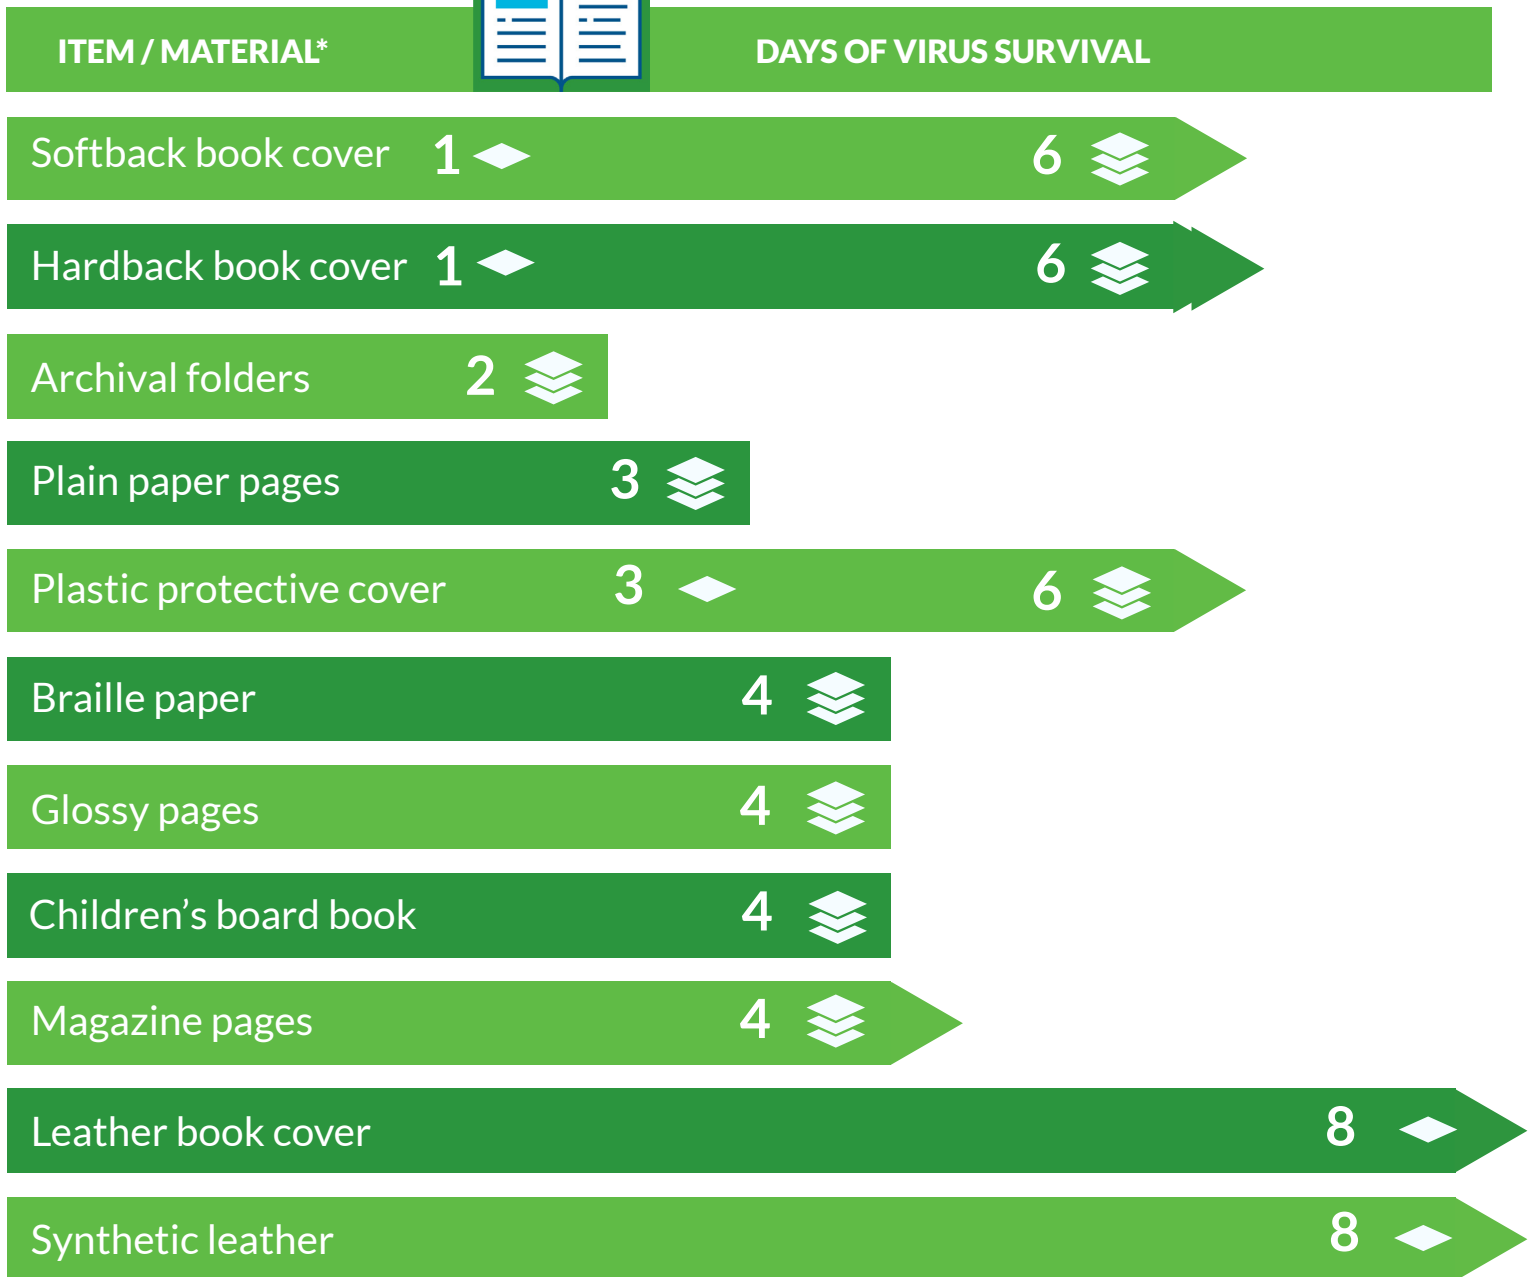 ITEM / MATERIAL* DAYS OF VIRUS SURVIVAL
Softback book cover 1 6
Hardback book cover 1 6
Archival folders 2
Plain paper pages 3
Plastic protective cover 3 6
Braille paper 4
Glossy pages 4
Children’s board book 4
Magazine pages 4
Leather book cover 8
Synthetic leather 8